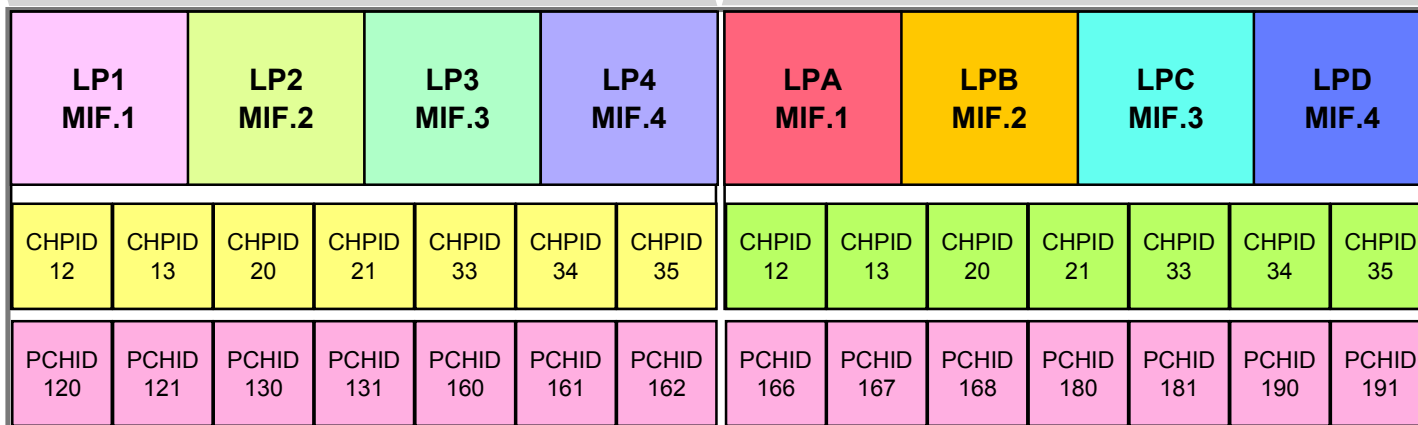 LP1 LP2 LP3 LP4 LPA LPB LPC LPD
MIF.1 MIF.2 MIF.3 MIF.4 MIF.1 MIF.2 MIF.3 MIF.4
CHPID CHPID CHPID CHPID CHPID CHPID CHPID CHPID CHPID CHPID CHPID CHPID CHPID CHPID
12 13 20 21 33 34 35 12 13 20 21 33 34 35
PCHID PCHID PCHID PCHID PCHID PCHID PCHID PCHID PCHID PCHID PCHID PCHID PCHID PCHID
120 121 130 131 160 161 162 166 167 168 180 181 190 191